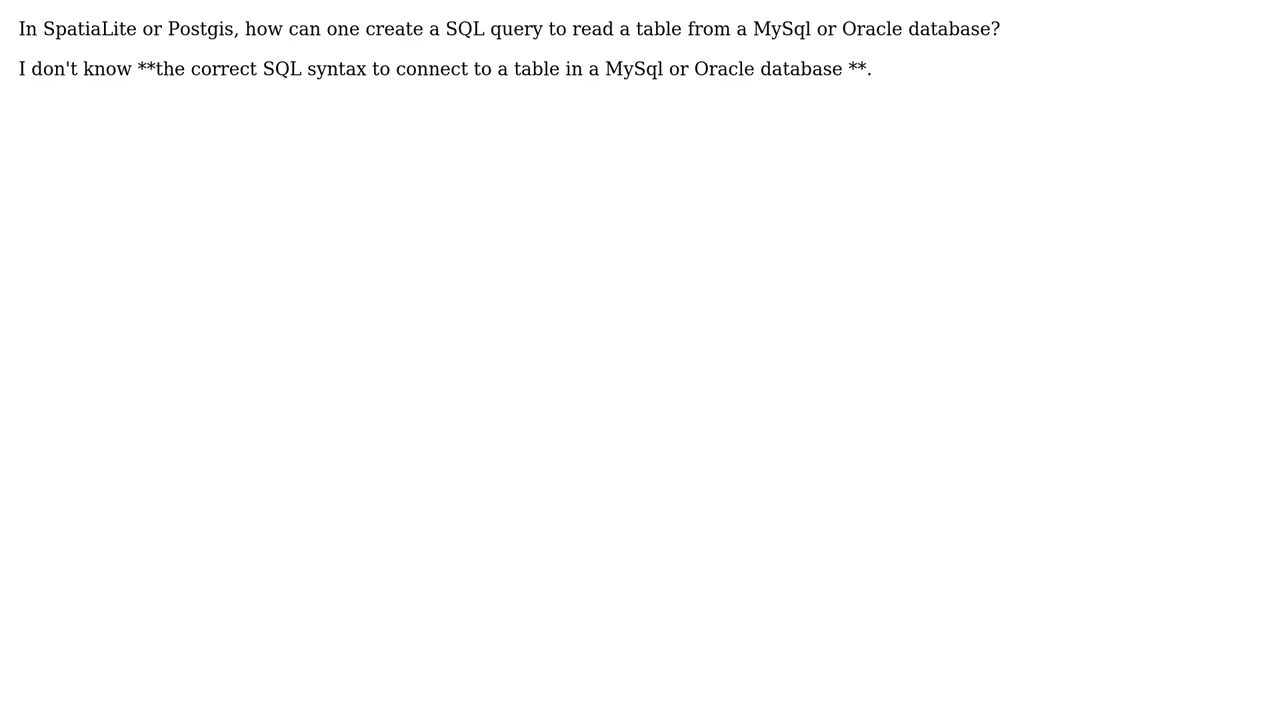 In SpatiaLite or Postgis, how can one create a SQL query to read a table from a MySql or Oracle database?
I don't know **the correct SQL syntax to connect to a table in a MySql or Oracle database **.